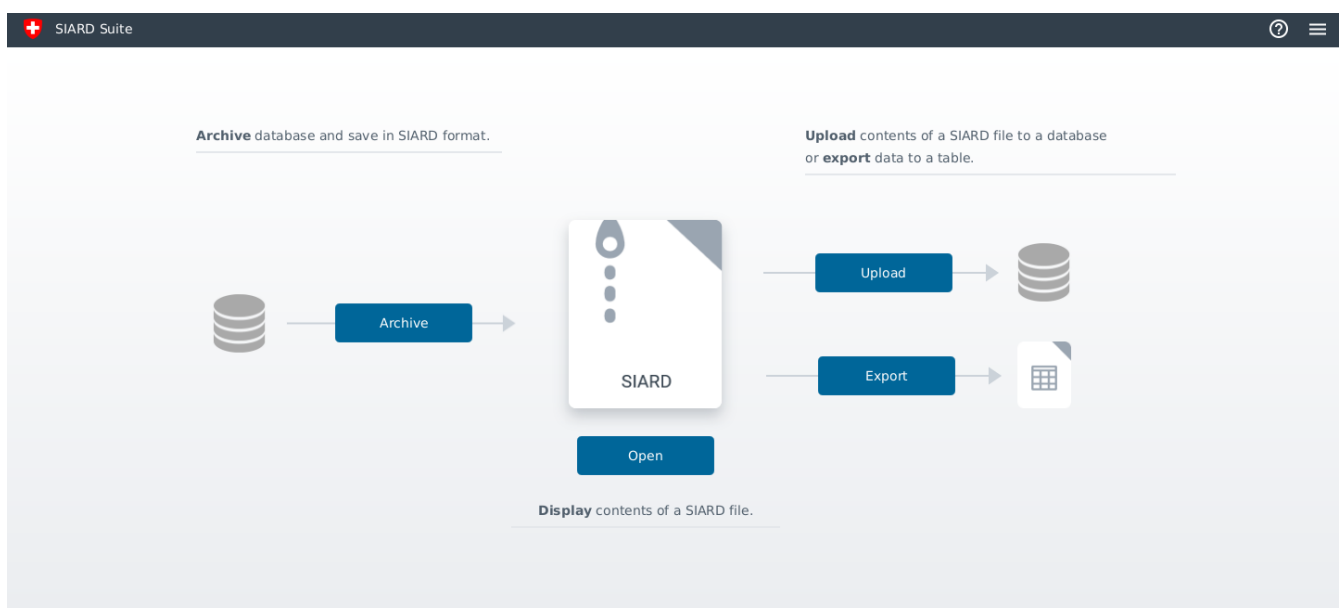 SIARD Suite
Archive database and save in SIARD format.
Upload contents of a SIARD file to a database
or export data to a table.
Archive
SIARD
Upload
Export
Open
Display contents of a SIARD file.